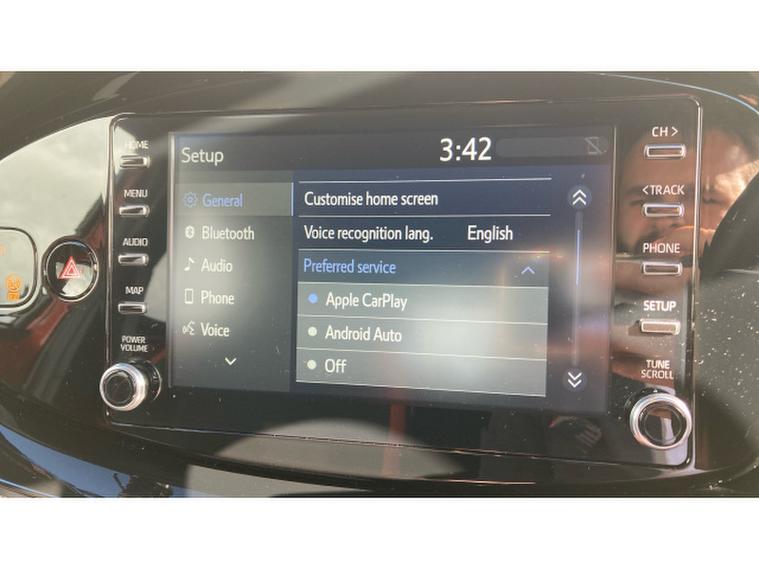 HOME
MENU
AUDIO
MAP
POWER
VOLUME
Setup
3:42
General
Bluetooth
Audio
Phone
Voice
Customise home screen
Voice recognition lang. English
Preferred service
Apple CarPlay
Android Auto
Off
CH >
< TRACK
PHONE
SETUP
TUNE
SCROLL